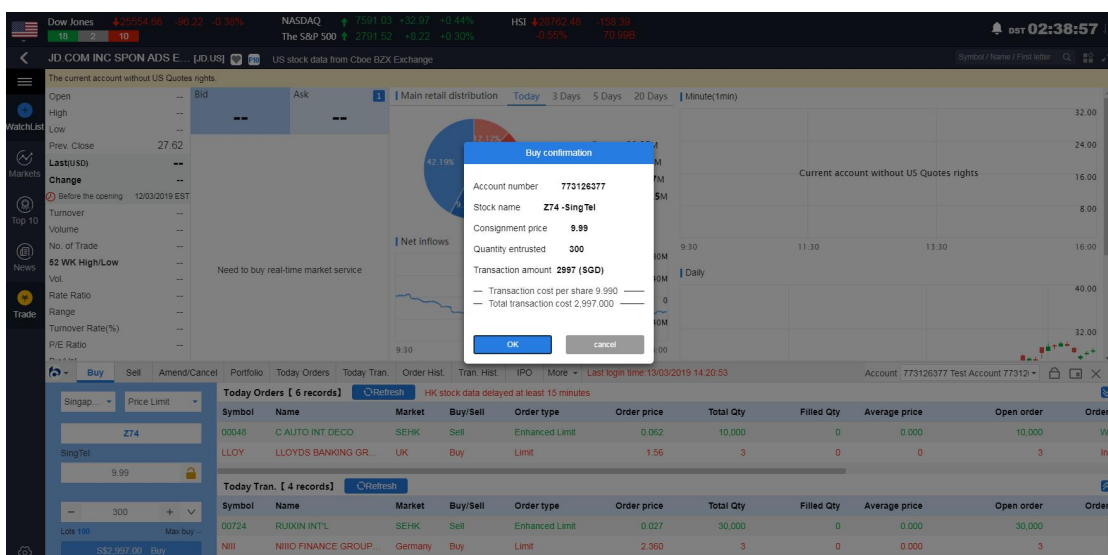 Dow Jones 25554.66 -96.22 -0.38%
18 2 10
NASDAQ 7591.03 +32.97 +0.44%
The S&P 500 2791.52 +8.22 +0.30%
HSI 28762.48 -158.39
-0.55% 70.99B
DST 02:38:57
JD.COM INC SPON ADS E... [JD.US] F10 US stock data from Cboe BZX Exchange
Symbol / Name / First letter
The current account without US Quotes rights.
WatchList
Markets
Top 10
News
Trade
Open --
High --
Low --
Prev. Close 27.62
Last(USD) --
Change --
Before the opening 12/03/2019 EST
Turnover --
Volume --
No. of Trade --
52 WK High/Low --
Vol. --
Rate Ratio --
Range --
Turnover Rate(%) --
P/E Ratio --
Bid Ask 1
-- --
Need to buy real-time market service
Main retail distribution Today 3 Days 5 Days 20 Days
17.12%
42.19%
Net inflows
9:30
Minute(1min)
32.00
24.00
16.00
8.00
Current account without US Quotes rights
9:30 11:30 13:30 16:00
Daily
40.00
32.00
Buy confirmation
Account number 773126377
Stock name Z74 -SingTel
Consignment price 9.99
Quantity entrusted 300
Transaction amount 2997 (SGD)
— Transaction cost per share 9.990 —
— Total transaction cost 2,997.000 —
OK cancel
Buy Sell Amend/Cancel Portfolio Today Orders Today Tran. Order Hist. Tran. Hist. IPO More Last login time:13/03/2019 14:20:53 Account 773126377 Test Account 77312
Singap... Price Limit
Z74
SingTel
9.99
- 300 +
Lots 100 Max buy --
S$2,997.00 Buy
Today Orders [ 6 records] Refresh HK stock data delayed at least 15 minutes
Symbol Name Market Buy/Sell Order type Order price Total Qty Filled Qty Average price Open order Order
00048 C AUTO INT DECO SEHK Sell Enhanced Limit 0.062 10,000 0 0.000 10,000 W
LLOY LLOYDS BANKING GR... UK Buy Limit 1.56 3 0 0 3 In
Today Tran. [ 4 records] Refresh
Symbol Name Market Buy/Sell Order type Order price Total Qty Filled Qty Average price Open order Order
00724 RUIXIN INT'L SEHK Sell Enhanced Limit 0.027 30,000 0 0.000 30,000
NIII NIIIO FINANCE GROUP... Germany Buy Limit 2.360 3 0 0.000 3